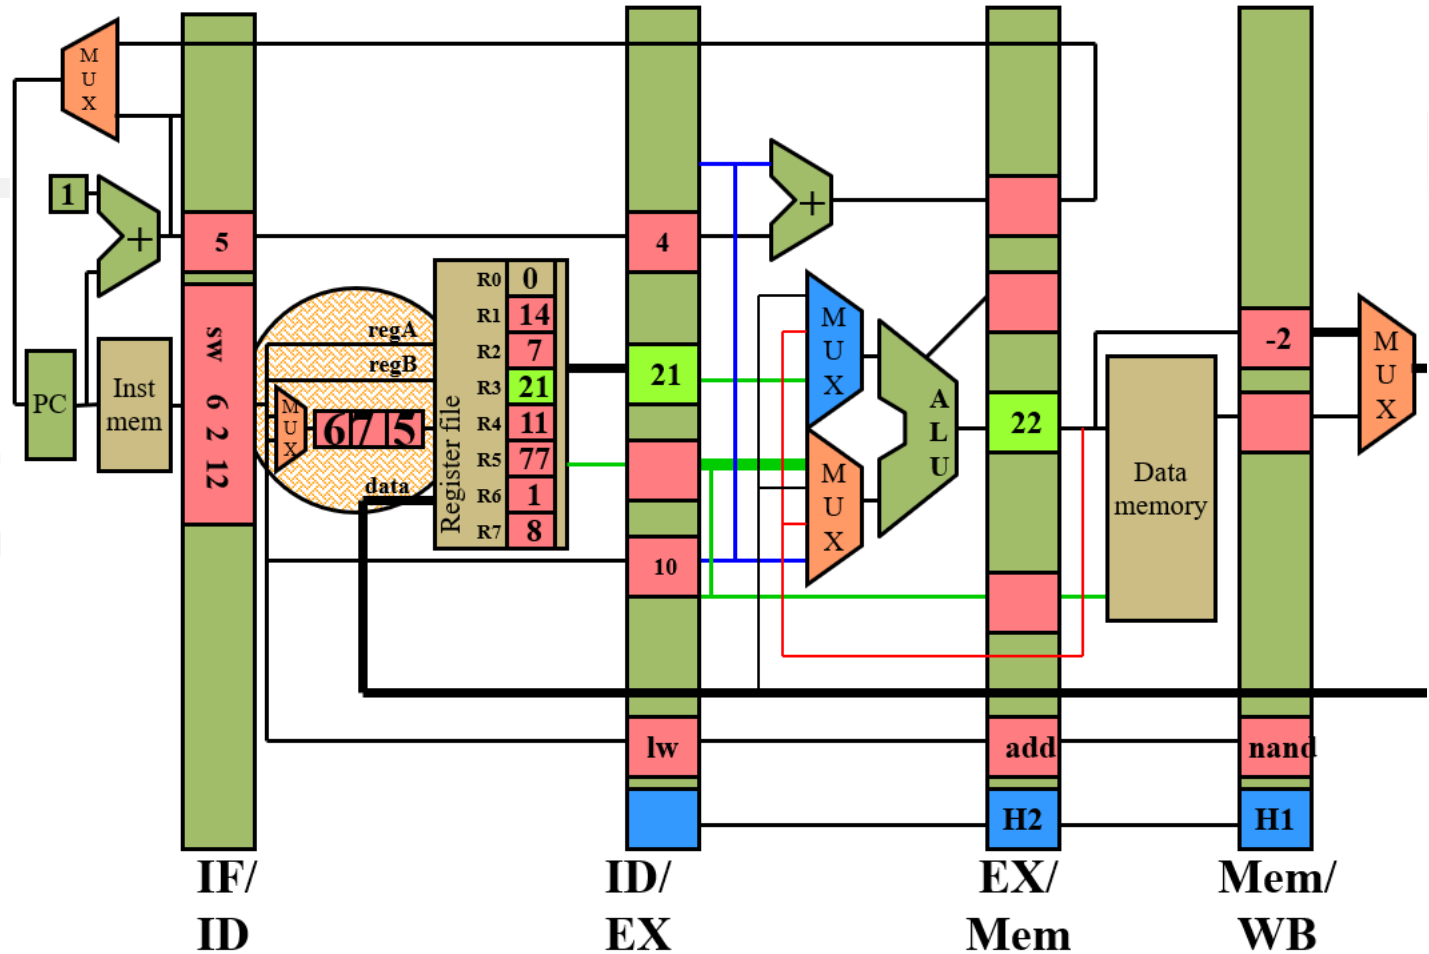 M
U
X
1
+
5
4
+
PC
Inst
mem
sw 6 2 12
regA
regB
M
U
X
6 7 5
data
Register file
R0 0
R1 14
R2 7
R3 21
R4 11
R5 77
R6 1
R7 8
21
10
M
U
X
M
U
X
A
L
U
22
Data
memory
-2
M
U
X
lw
add
nand
H2
H1
IF/
ID
ID/
EX
EX/
Mem
Mem/
WB